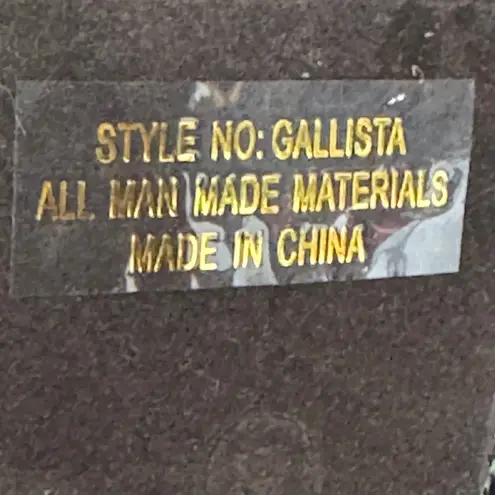 STYLE NO: GALLISTA
ALL MAN MADE MATERIALS
MADE IN CHINA